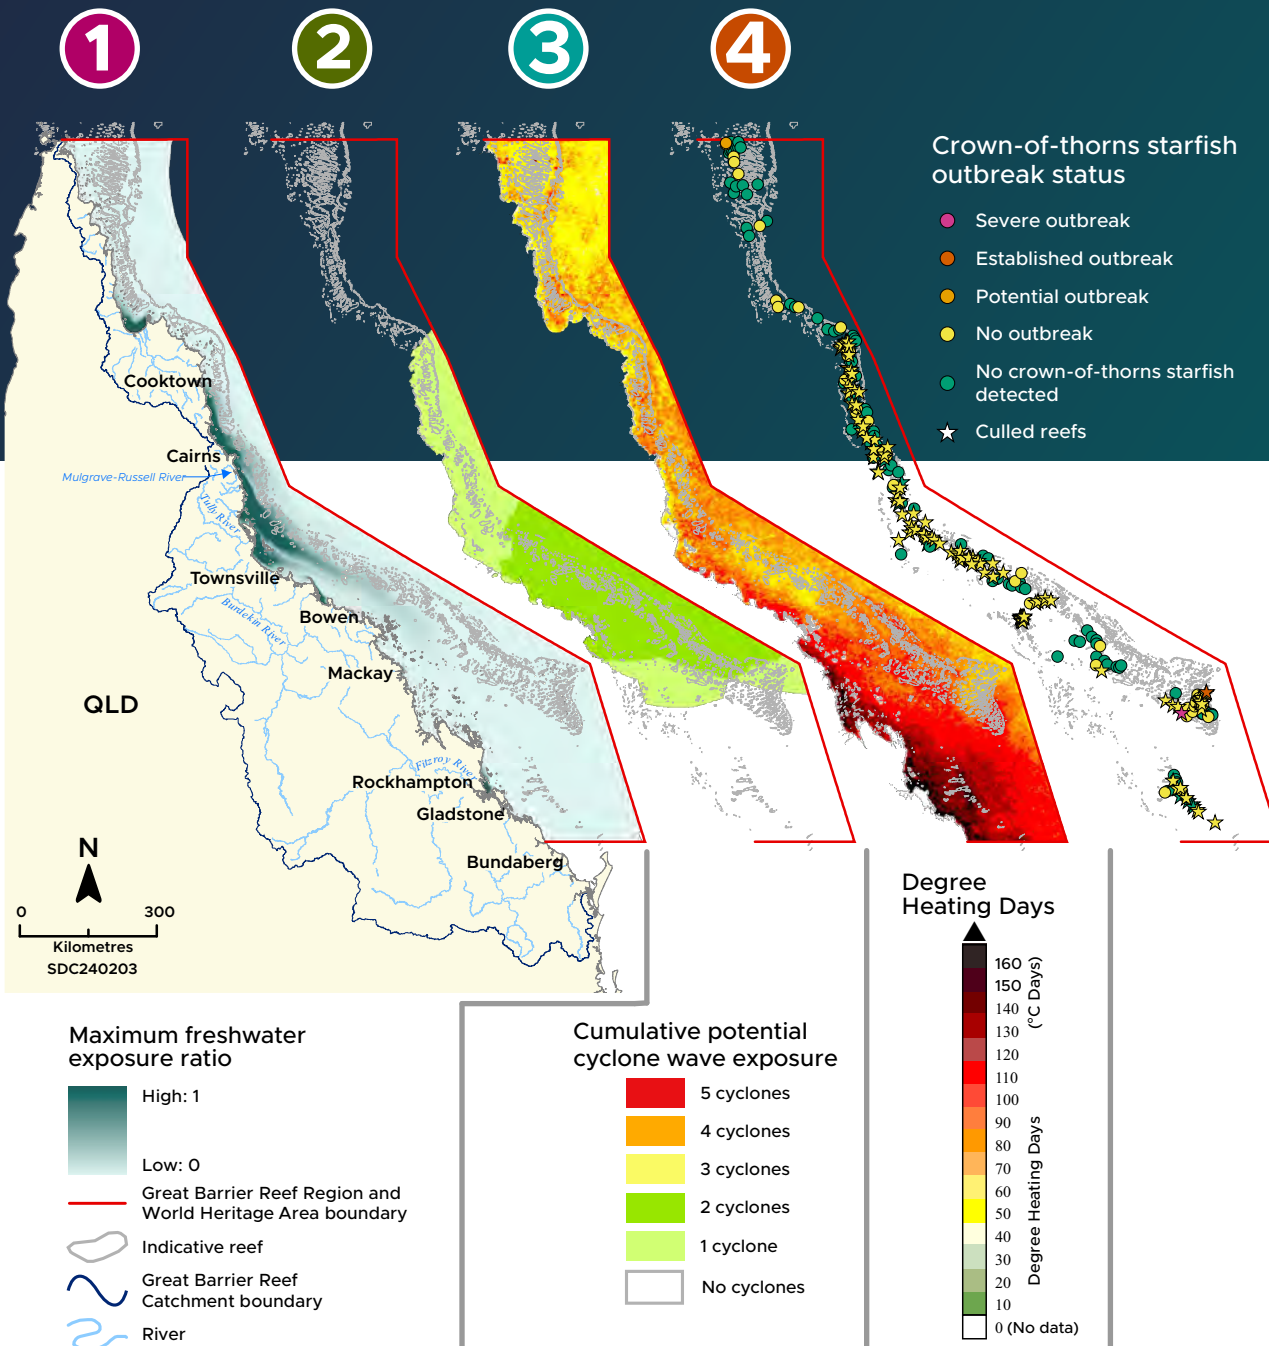 1
2
3
4
Crown-of-thorns starfish
outbreak status
Severe outbreak
Established outbreak
Potential outbreak
No outbreak
No crown-of-thorns starfish
detected
Culled reefs
Cooktown
Cairns
Mulgrave-Russell River
Tully River
Townsville
Burdekin River
Bowen
Mackay
QLD
Fitzroy River
Rockhampton
Gladstone
Bundaberg
N
0 300
Kilometres
SDC240203
Maximum freshwater
exposure ratio
High: 1
Low: 0
Great Barrier Reef Region and
World Heritage Area boundary
Indicative reef
Great Barrier Reef
Catchment boundary
River
Cumulative potential
cyclone wave exposure
5 cyclones
4 cyclones
3 cyclones
2 cyclones
1 cyclone
No cyclones
Degree
Heating Days
160
150
140
130
120
110
100
90
80
70
60
50
40
30
20
10
0 (No data)
Degree Heating Days (°C Days)